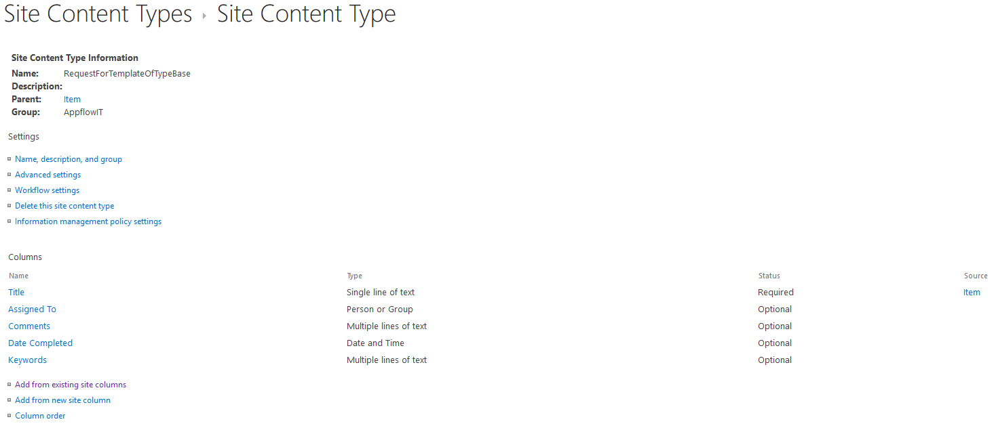 Site Content Types ▸ Site Content Type
Site Content Type Information
Name: RequestForTemplateOfTypeBase
Description:
Parent: Item
Group: AppflowIT
Settings
Name, description, and group
Advanced settings
Workflow settings
Delete this site content type
Information management policy settings
Columns
Name Type Status Source
Title Single line of text Required Item
Assigned To Person or Group Optional
Comments Multiple lines of text Optional
Date Completed Date and Time Optional
Keywords Multiple lines of text Optional
Add from existing site columns
Add from new site column
Column order